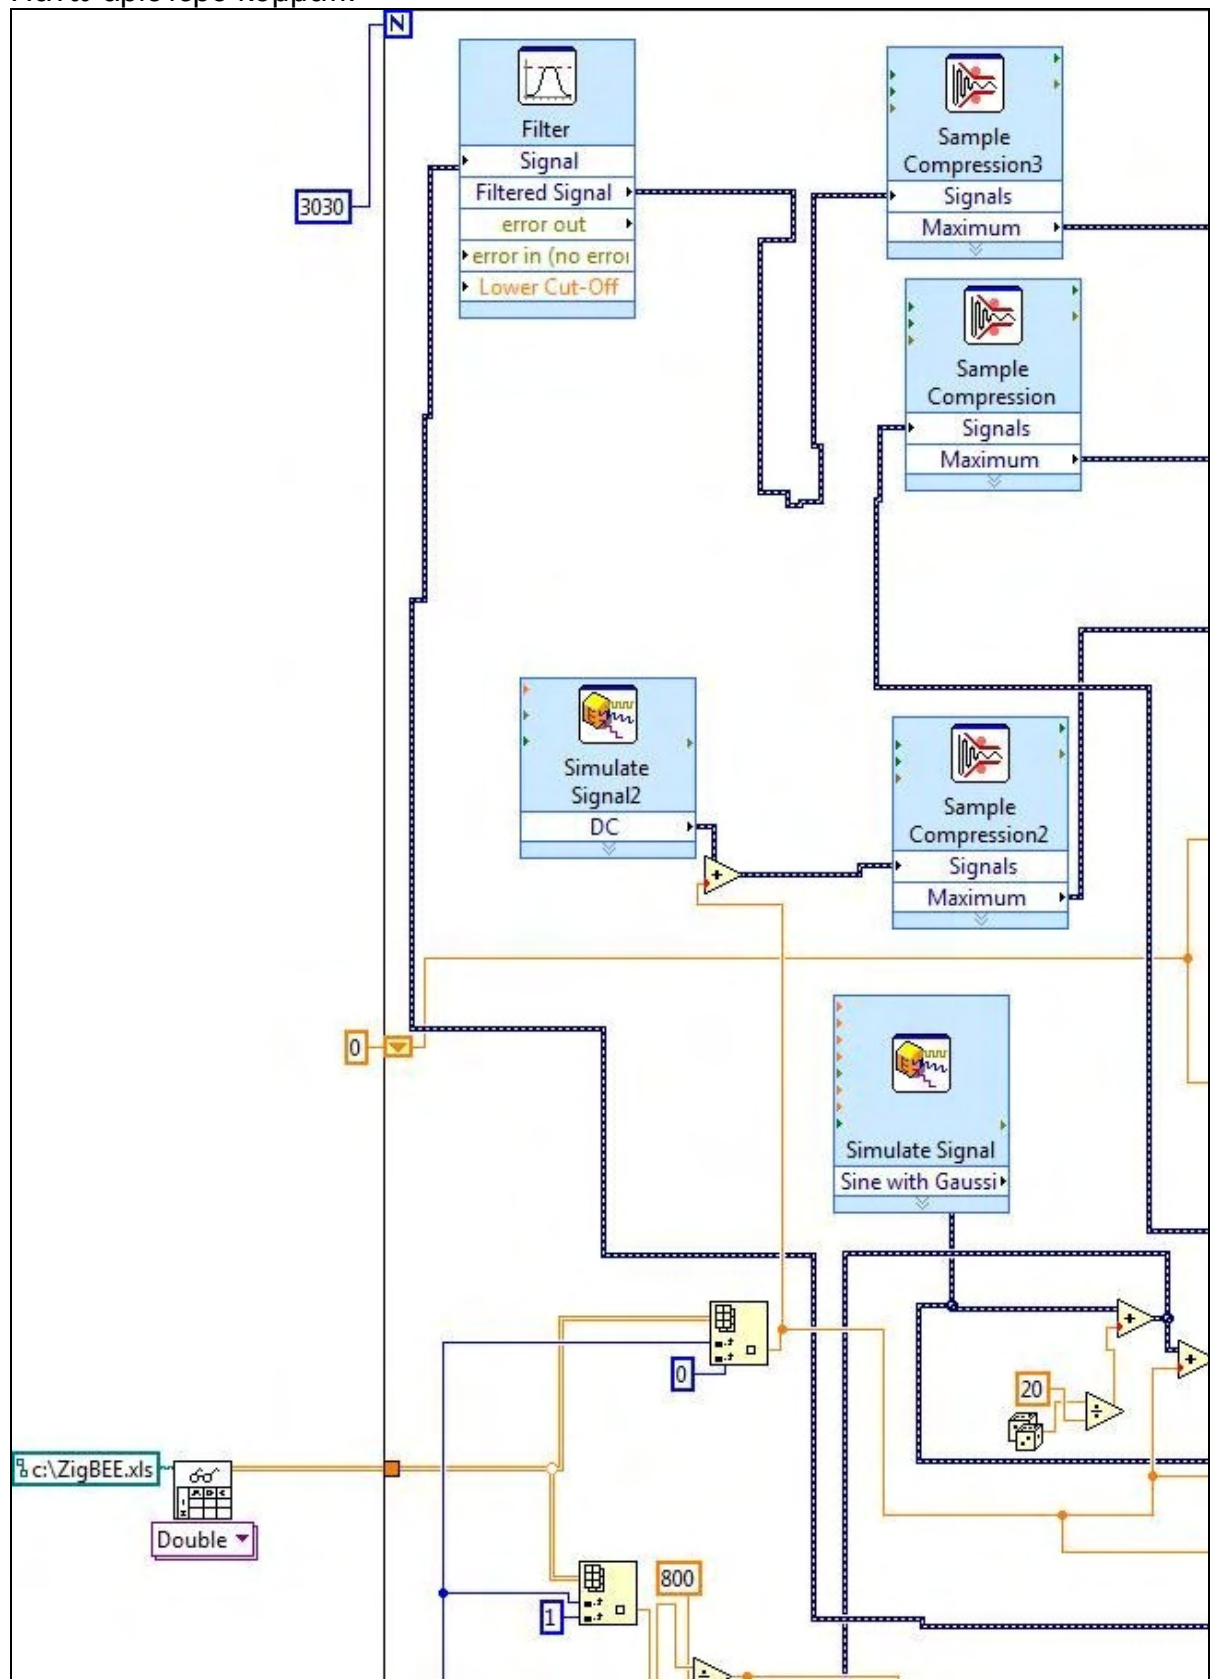 N
3030
Filter
Signal
Filtered Signal
error out
error in (no erro
Lower Cut-Off
Sample
Compression3
Signals
Maximum
Sample
Compression
Signals
Maximum
Simulate
Signal2
DC
Sample
Compression2
Signals
Maximum
0
Simulate Signal
Sine with Gaussi
0
20
c:\ZigBEE.xls
Double
800
1